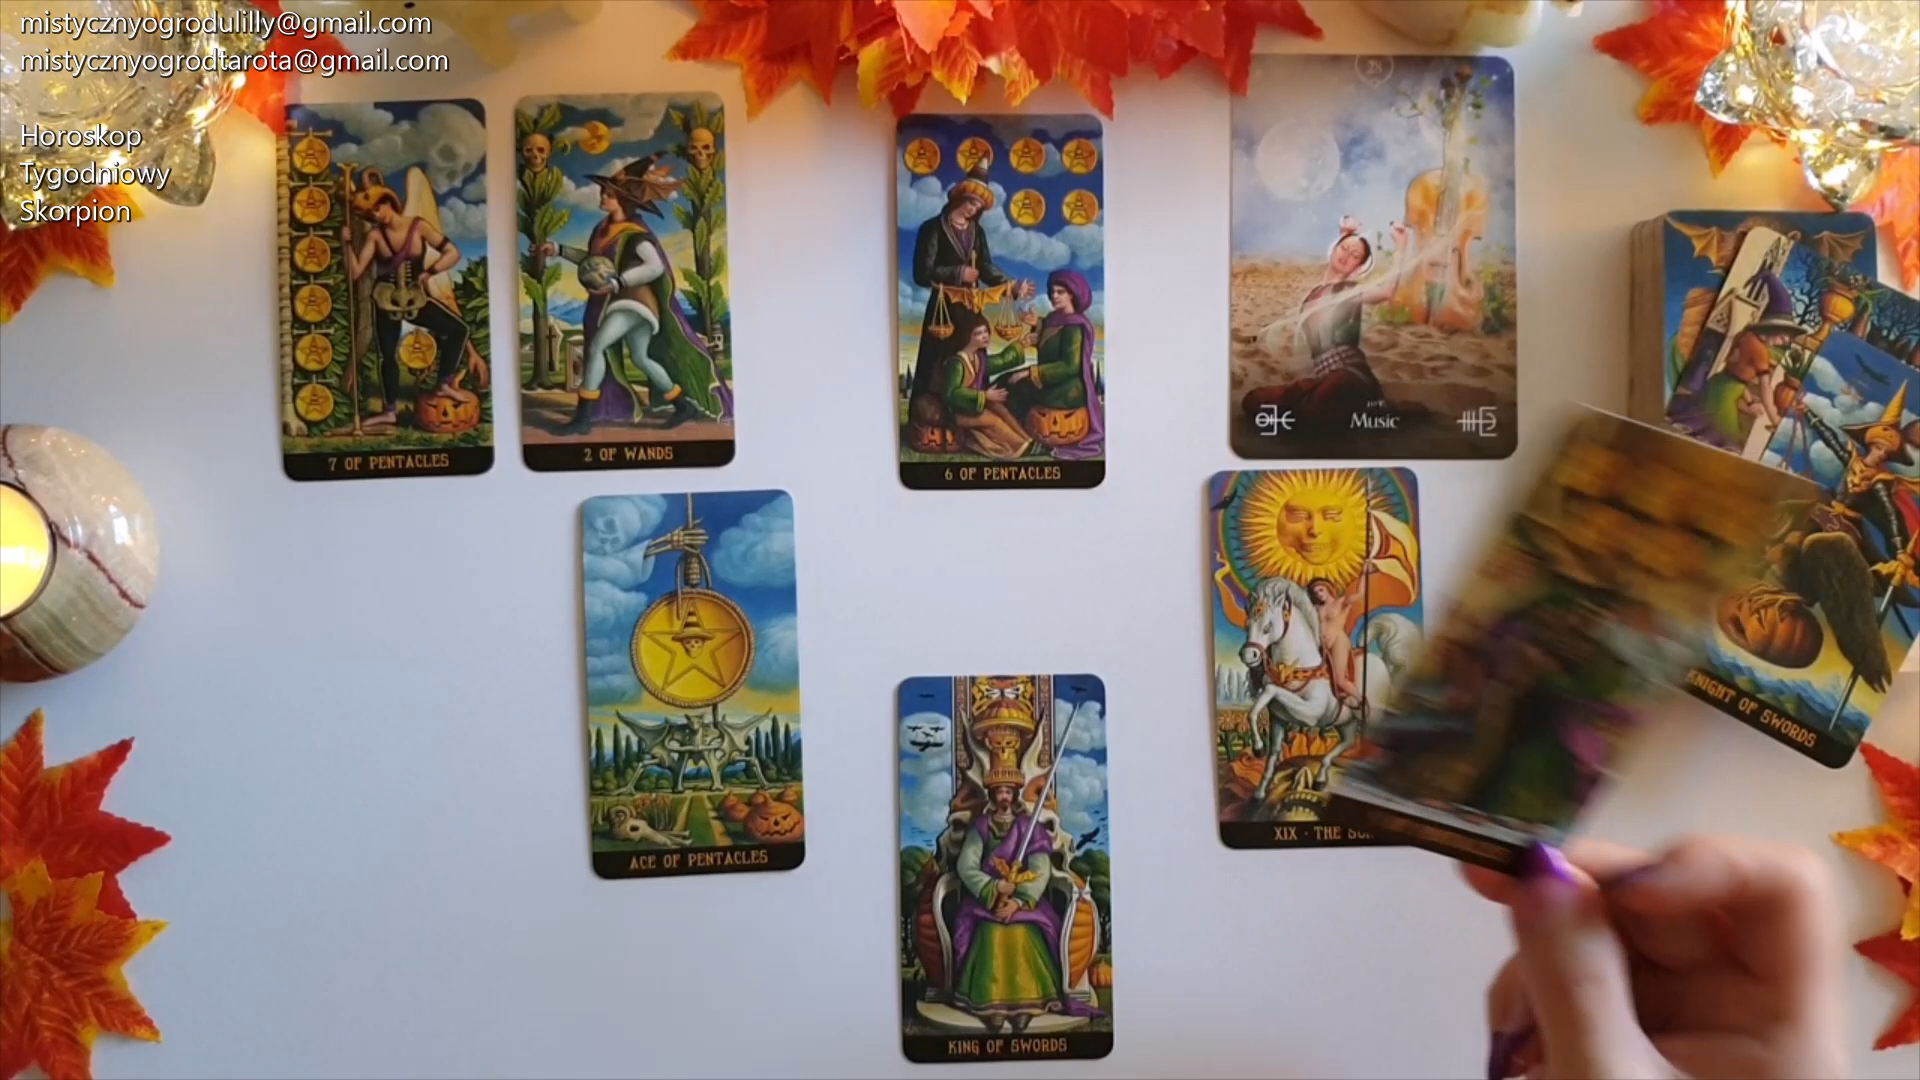 mistycznyogrodulilly@gmail.com
mistycznyogrodtarota@gmail.com
Horoskop
Tygodniowy
Skorpion
28
7 OF PENTACLES
2 OF WANDS
6 OF PENTACLES
Music
ACE OF PENTACLES
XIX · THE
KNIGHT OF SWORDS
KING OF SWORDS